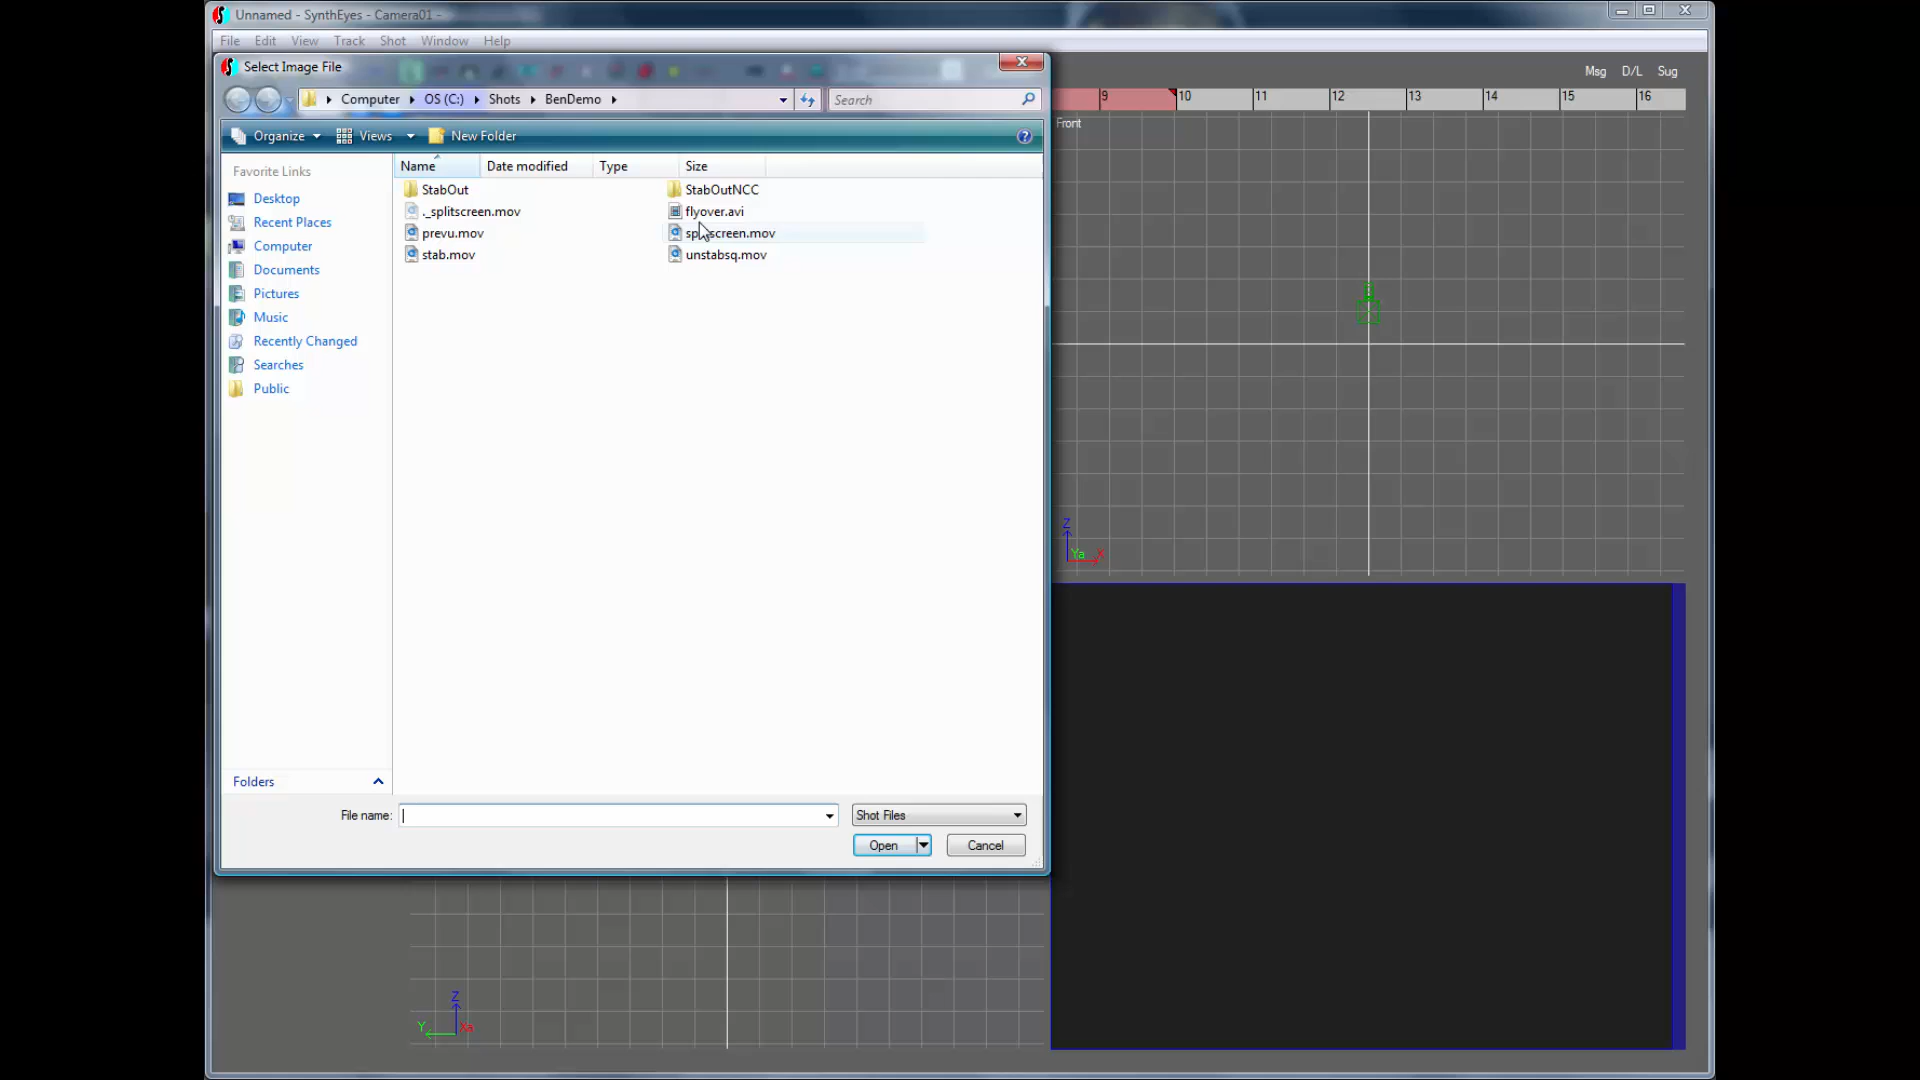 Unnamed - SynthEyes - Camera01 -
File Edit View Track Shot Window Help
Select Image File
Computer OS (C:) Shots BenDemo Search
Msg D/L Sug
9 10 11 12 13 14 15 16
Organize Views New Folder
Front
Favorite Links
Desktop
Recent Places
Computer
Documents
Pictures
Music
Recently Changed
Searches
Public
Folders
Name Date modified Type Size
StabOut StabOutNCC
._splitscreen.mov flyover.avi
prevu.mov splitscreen.mov
stab.mov unstabsq.mov
Z
Ya X
File name: Shot Files
Open Cancel
Z
Y Xa